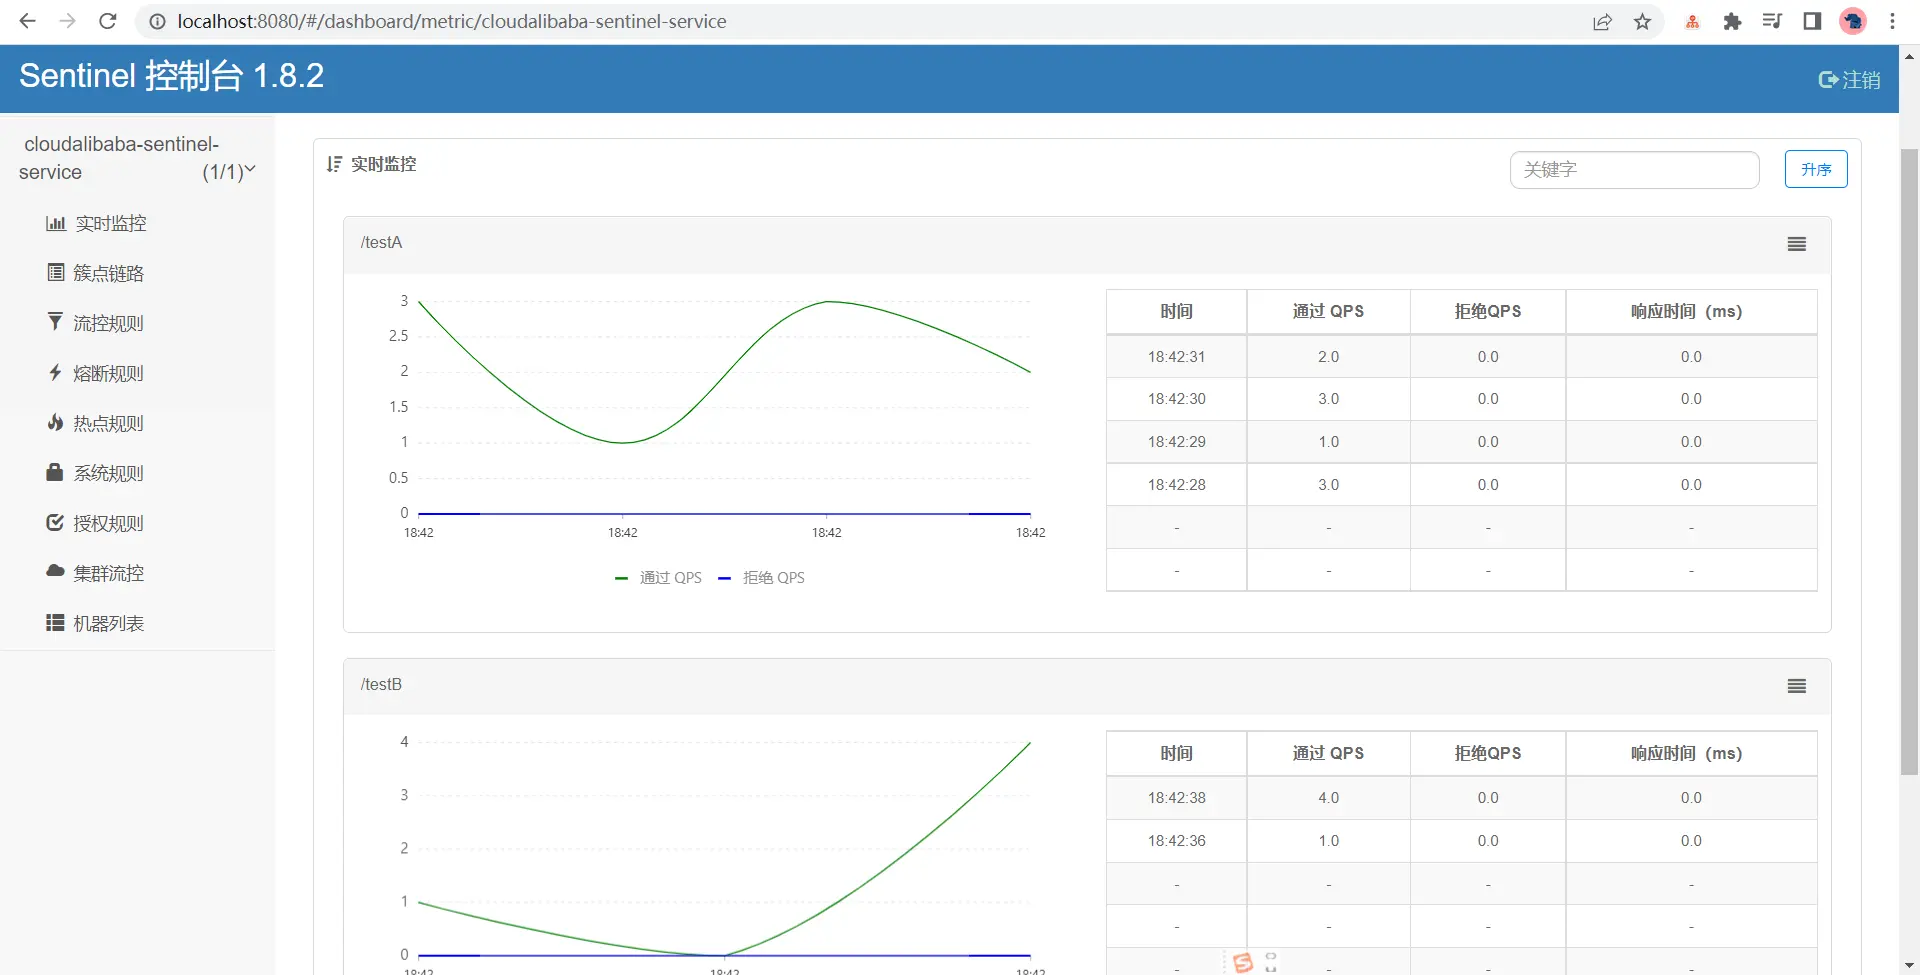 localhost:8080/#/dashboard/metric/cloudalibaba-sentinel-service
Sentinel 控制台 1.8.2
注销
cloudalibaba-sentinel-
service
(1/1)
实时监控
簇点链路
流控规则
熔断规则
热点规则
系统规则
授权规则
集群流控
机器列表
实时监控
关键字
升序
/testA
3
2.5
2
1.5
1
0.5
0
18:42 18:42 18:42 18:42
通过 QPS 拒绝 QPS
时间 通过 QPS 拒绝QPS 响应时间（ms）
18:42:31 2.0 0.0 0.0
18:42:30 3.0 0.0 0.0
18:42:29 1.0 0.0 0.0
18:42:28 3.0 0.0 0.0
- - - -
- - - -
/testB
4
3
2
1
0
18:42 18:42 18:42
时间 通过 QPS 拒绝QPS 响应时间（ms）
18:42:38 4.0 0.0 0.0
18:42:36 1.0 0.0 0.0
- - - -
- - - -
- - - -